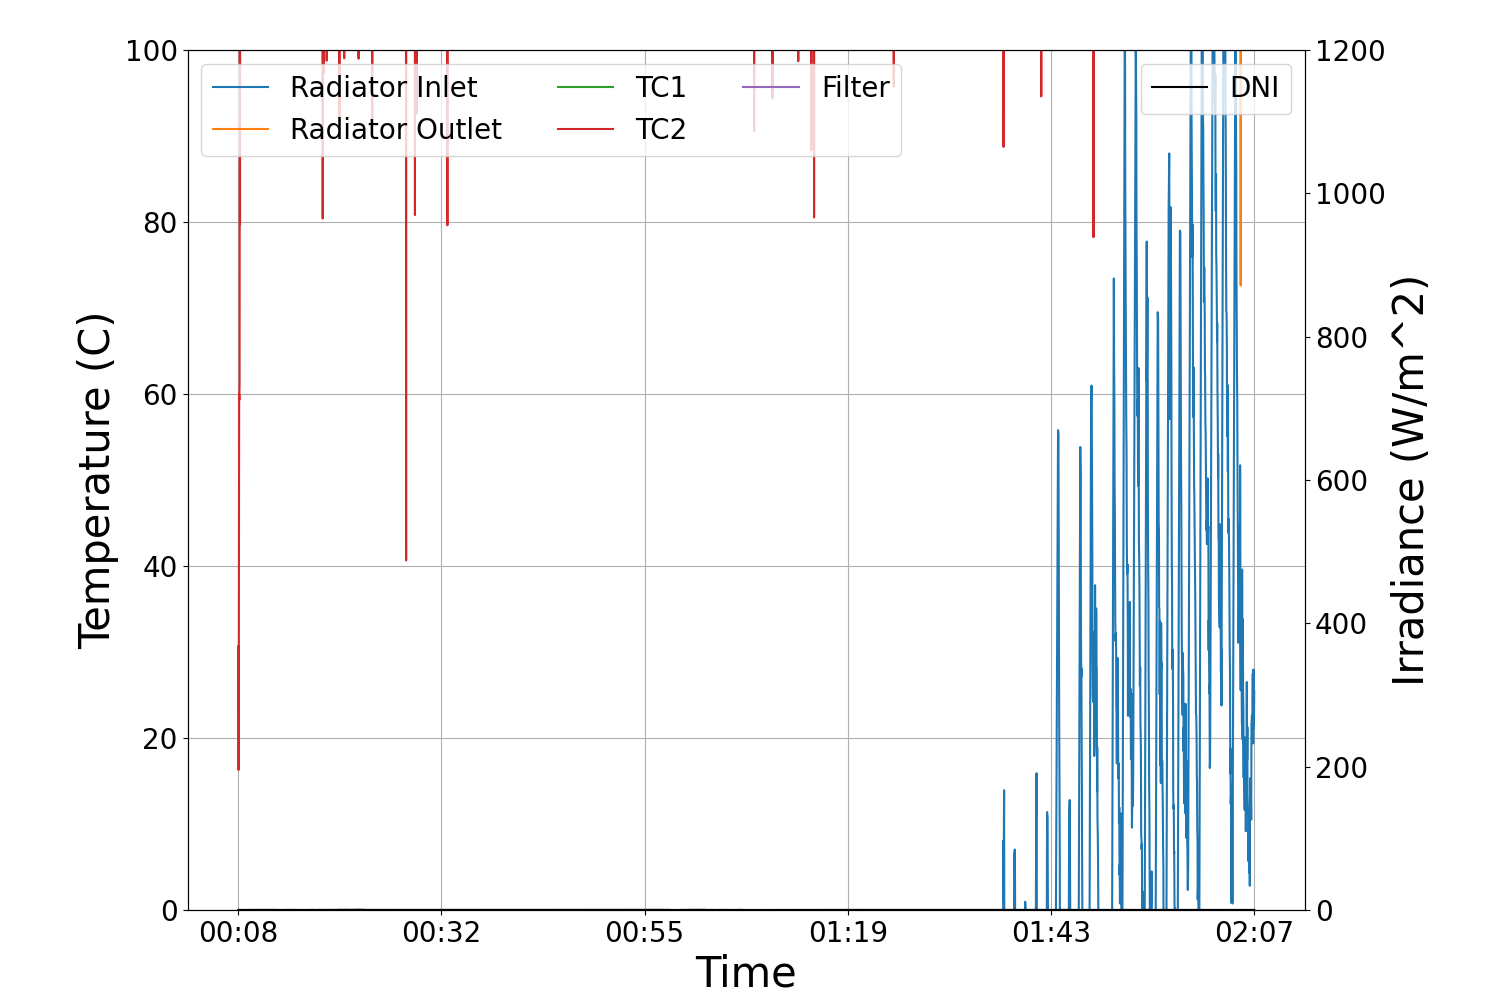 100
80
60
40
20
0
Temperature (C)
Radiator Inlet
Radiator Outlet
TC1
TC2
Filter
DNI
1200
1000
800
600
400
200
0
Irradiance (W/m^2)
00:08 00:32 00:55 01:19 01:43 02:07
Time